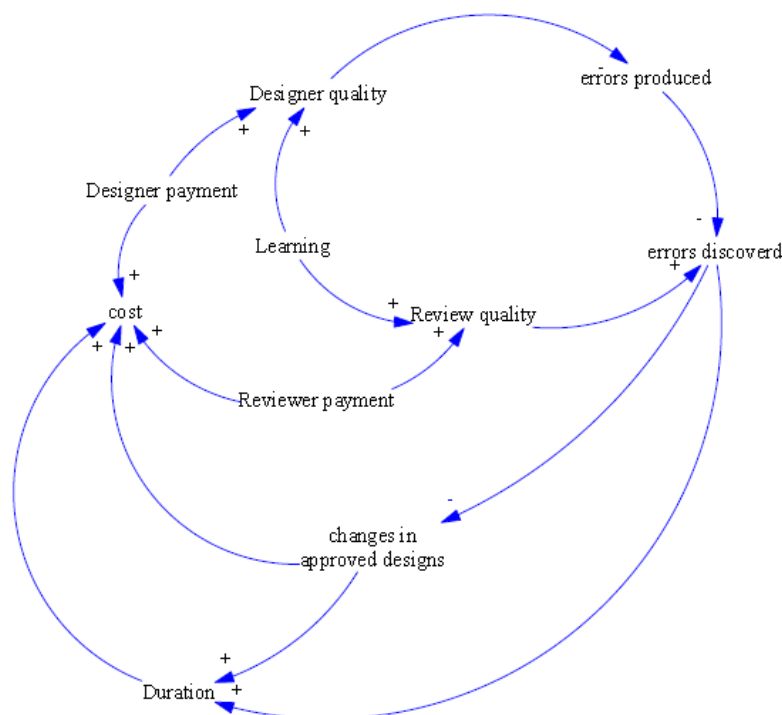 Designer quality
+
+
-
errors produced
Designer payment
+
Learning
-
errors discoverd
+
cost
+
+
+
+
Review quality
+
Reviewer payment
-
changes in
approved designs
+
Duration
+